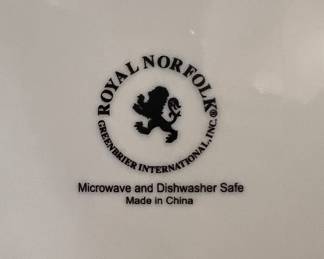 ROYAL NORFOLK®
GREENBRIER INTERNATIONAL, INC.
Microwave and Dishwasher Safe
Made in China